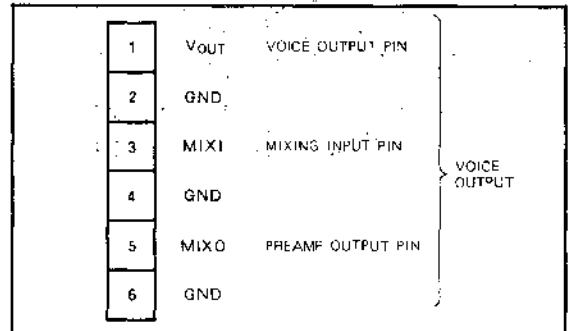 1 VOUT VOICE OUTPUT PIN
2 GND
3 MIXI MIXING INPUT PIN
4 GND
5 MIXO PREAMP OUTPUT PIN
6 GND
VOICE
OUTPUT